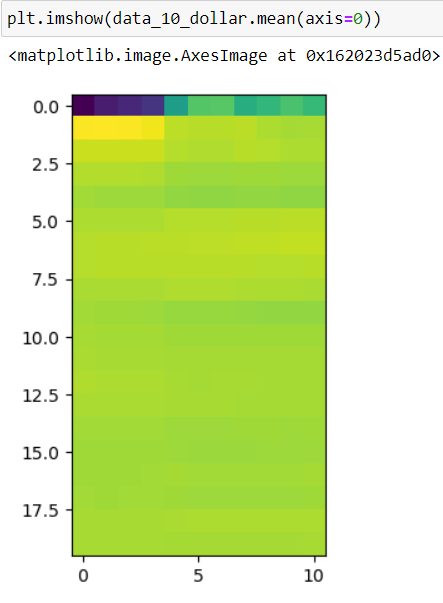 plt.imshow(data_10_dollar.mean(axis=0))
<matplotlib.image.AxesImage at 0x162023d5ad0>
0.0
2.5
5.0
7.5
10.0
12.5
15.0
17.5
0 5 10